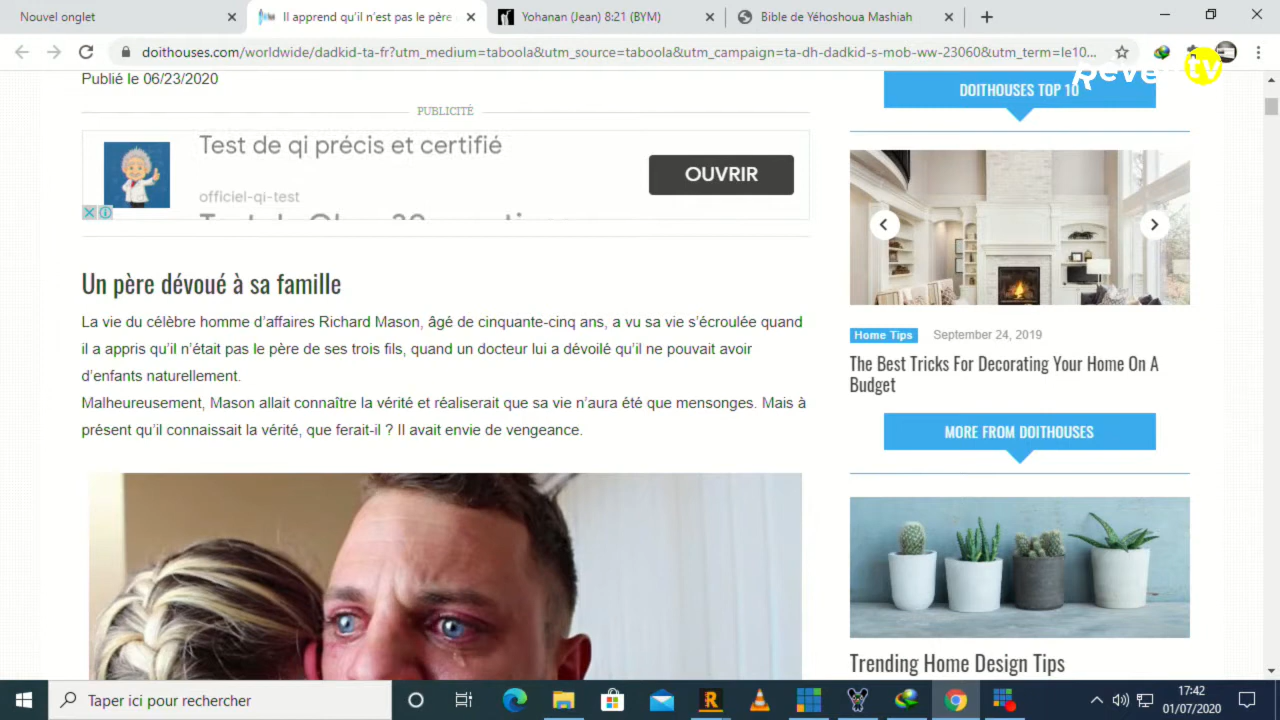 Nouvel onglet
Il apprend qu'il n'est pas le père
Yohanan (Jean) 8:21 (BYM)
Bible de Yéhoshoua Mashiah
doithouses.com/worldwide/dadkid-ta-fr?utm_medium=taboola&utm_source=taboola&utm_campaign=ta-dh-dadkid-s-mob-ww-23060&utm_term=le10...
tv
Publié le 06/23/2020
PUBLICITÉ
Test de qi précis et certifié
officiel-qi-test
OUVRIR
Un père dévoué à sa famille
La vie du célèbre homme d'affaires Richard Mason, âgé de cinquante-cinq ans, a vu sa vie s'écroulée quand
il a appris qu'il n'était pas le père de ses trois fils, quand un docteur lui a dévoilé qu'il ne pouvait avoir
d'enfants naturellement.
Malheureusement, Mason allait connaître la vérité et réaliserait que sa vie n'aura été que mensonges. Mais à
présent qu'il connaissait la vérité, que ferait-il ? Il avait envie de vengeance.
DOITHOUSES TOP 10
Home Tips September 24, 2019
The Best Tricks For Decorating Your Home On A
Budget
MORE FROM DOITHOUSES
Trending Home Design Tips
Taper ici pour rechercher
17:42
01/07/2020